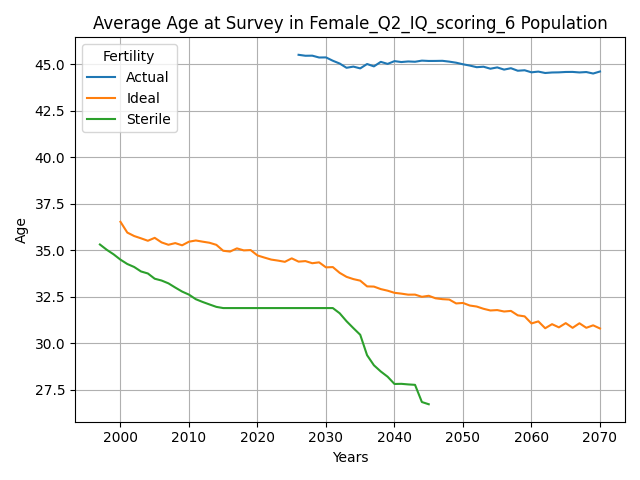 Average Age at Survey in Female_Q2_IQ_scoring_6 Population
Fertility
Actual
Ideal
Sterile
45.0
42.5
40.0
37.5
35.0
32.5
30.0
27.5
Age
2000 2010 2020 2030 2040 2050 2060 2070
Years